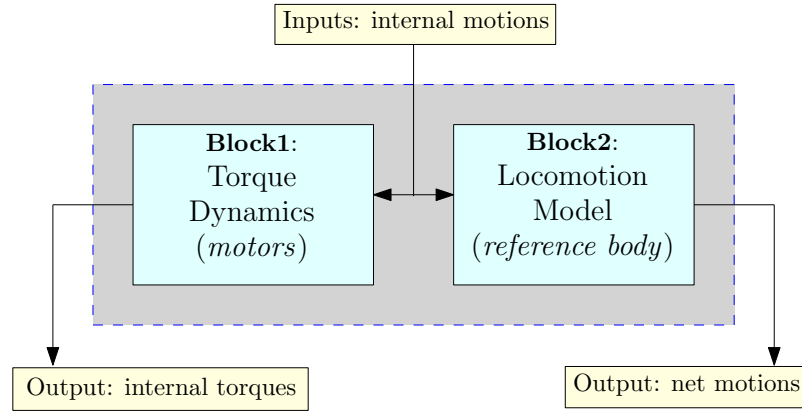 Inputs: internal motions
Block1:
Torque
Dynamics
(motors)
Block2:
Locomotion
Model
(reference body)
Output: internal torques
Output: net motions